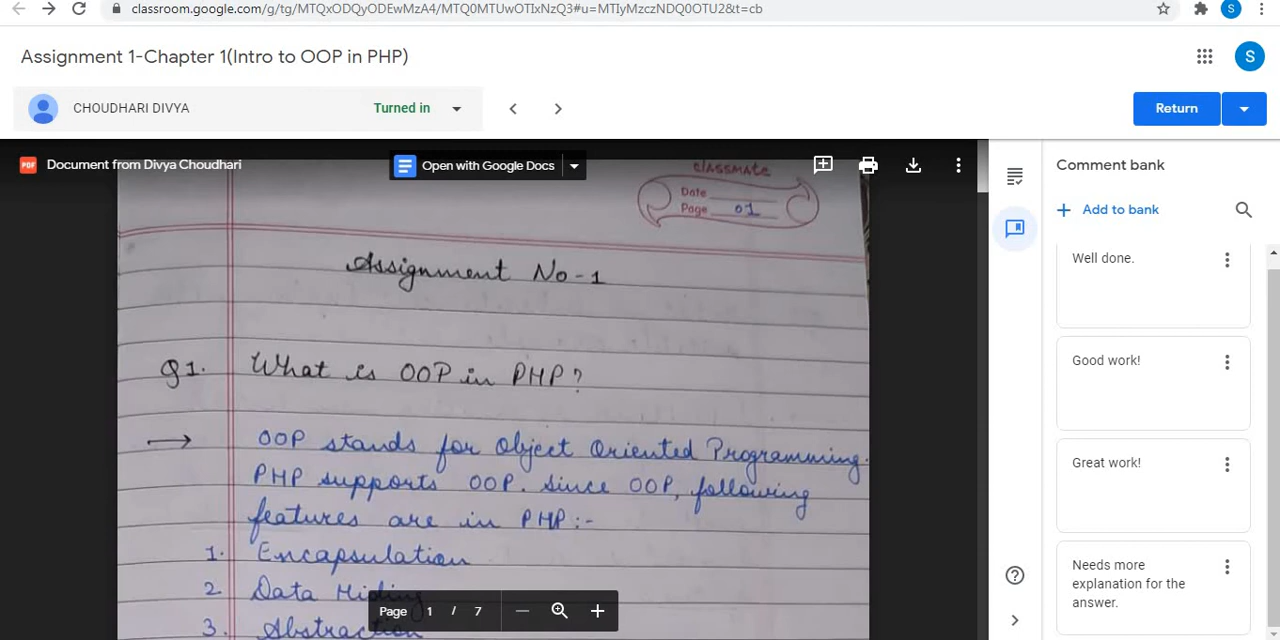 classroom.google.com/g/tg/MTQxODQyODEwMzA4/MTQ0MTUwOTIxNzQ3#u=MTIyMzczNDQ0OTU2&t=cb
S
Assignment 1-Chapter 1(Intro to OOP in PHP)
S
CHOUDHARI DIVYA
Turned in
Return
PDF
Document from Divya Choudhari
Open with Google Docs
Comment bank
Add to bank
Well done.
Good work!
Great work!
Needs more
explanation for the
answer.
CLASSMATE
Date
Page 01
Assignment No-1
Q1. What is OOP in PHP?
→ OOP stands for Object Oriented Programming.
PHP supports OOP. Since OOP, following
features are in PHP:-
1. Encapsulation
2. Data Hiding
3. Abstraction
Page 1 / 7